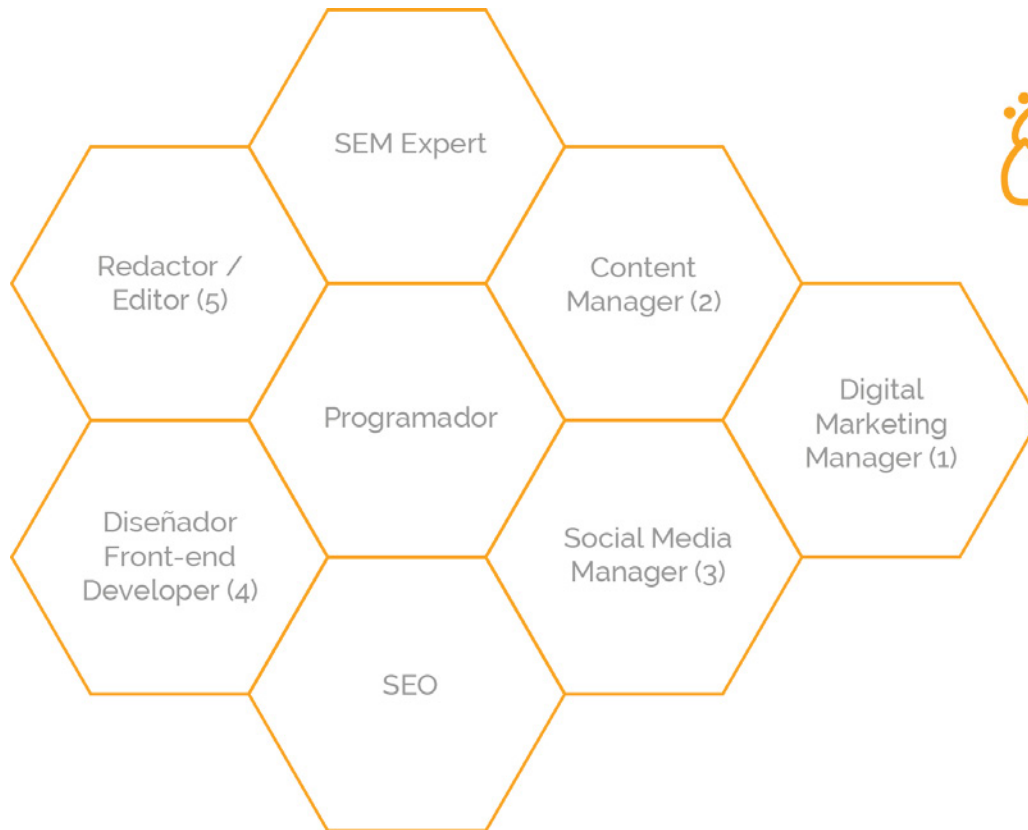 SEM Expert
Redactor /
Editor (5)
Content
Manager (2)
Programador
Digital
Marketing
Manager (1)
Diseñador
Front-end
Developer (4)
Social Media
Manager (3)
SEO